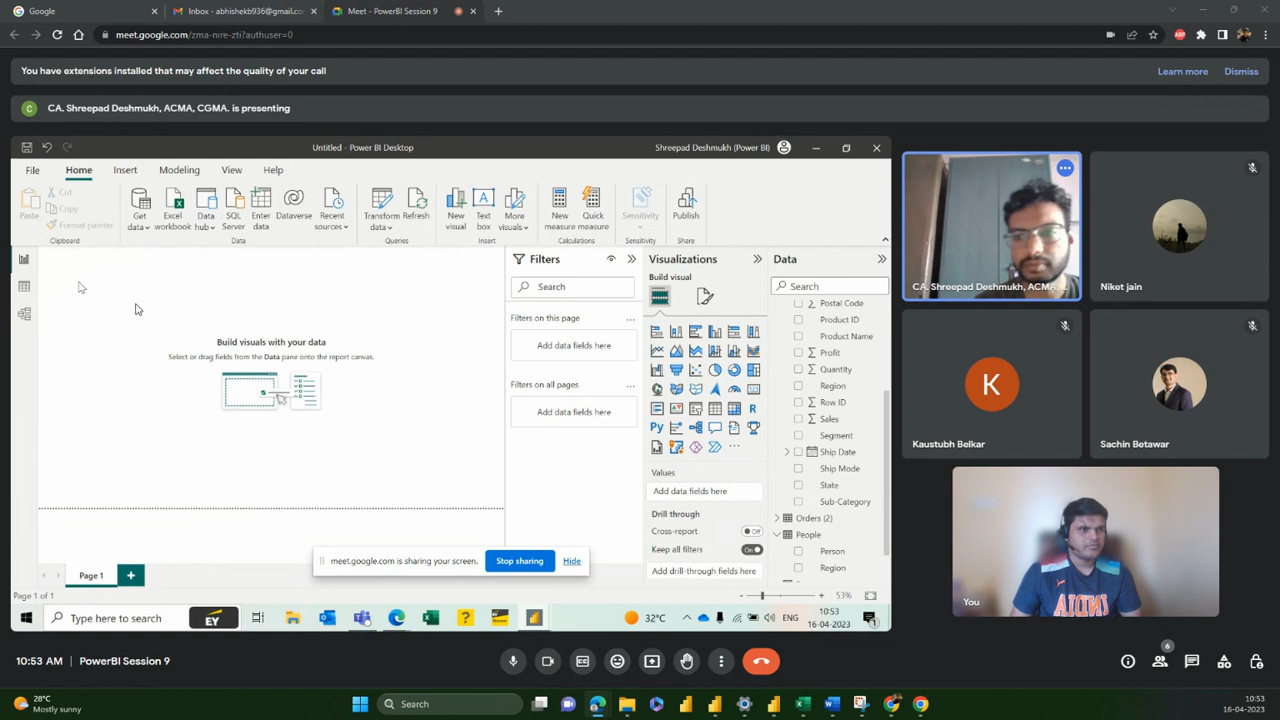 Google
Inbox - abhishekb936@gmail.co
Meet - PowerBI Session 9
meet.google.com/zma-nire-zti?authuser=0
You have extensions installed that may affect the quality of your call
Learn more
Dismiss
C
CA. Shreepad Deshmukh, ACMA, CGMA. is presenting
Untitled - Power BI Desktop
Shreepad Deshmukh (Power BI)
File
Home
Insert
Modeling
View
Help
Paste
Cut
Copy
Format painter
Clipboard
Get data
Excel workbook
Data hub
SQL Server
Enter data
Dataverse
Recent sources
Data
Transform data
Refresh
Queries
New visual
Text box
More visuals
Insert
New measure
Quick measure
Calculations
Sensitivity
Sensitivity
Publish
Share
Build visuals with your data
Select or drag fields from the Data pane onto the report canvas.
Filters
Search
Filters on this page
Add data fields here
Filters on all pages
Add data fields here
Visualizations
Build visual
Values
Add data fields here
Drill through
Cross-report
Off
Keep all filters
On
Add drill-through fields here
Data
Search
Postal Code
Product ID
Product Name
Profit
Quantity
Region
Row ID
Sales
Segment
Ship Date
Ship Mode
State
Sub-Category
Orders (2)
People
Person
Region
meet.google.com is sharing your screen.
Stop sharing
Hide
Page 1
Page 1 of 1
53%
Type here to search
EY
32°C
ENG
10:53
16-04-2023
CA. Shreepad Deshmukh, ACMA,
Niket jain
K
Kaustubh Belkar
Sachin Betawar
INDIA
You
10:53 AM
PowerBI Session 9
6
28°C
Mostly sunny
Search
10:53
16-04-2023